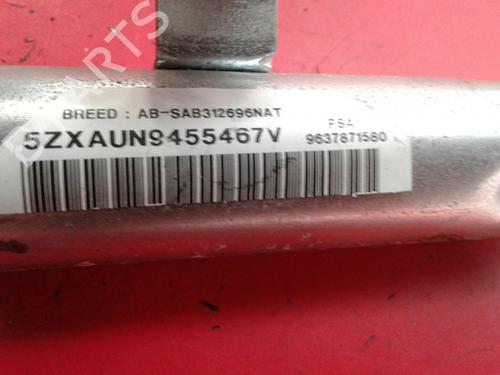 BREED : AB-SAB312696NAT
5ZXAUN9455467V
PSA
9637871580